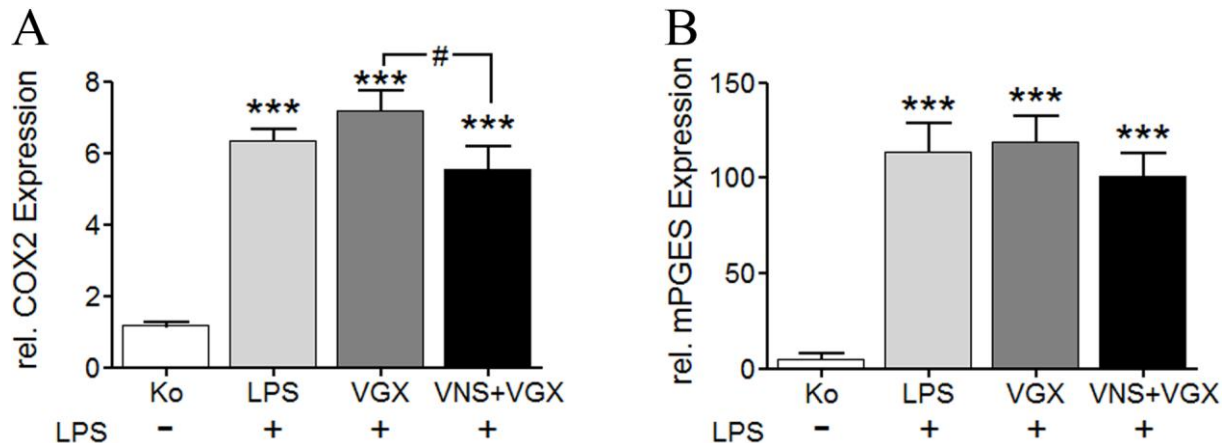 A
rel. COX2 Expression
8
6
4
2
0
***
***
#
***
Ko LPS VGX VNS+VGX
LPS - + + +
B
rel. mPGES Expression
150
100
50
0
***
***
***
Ko LPS VGX VNS+VGX
- + + +